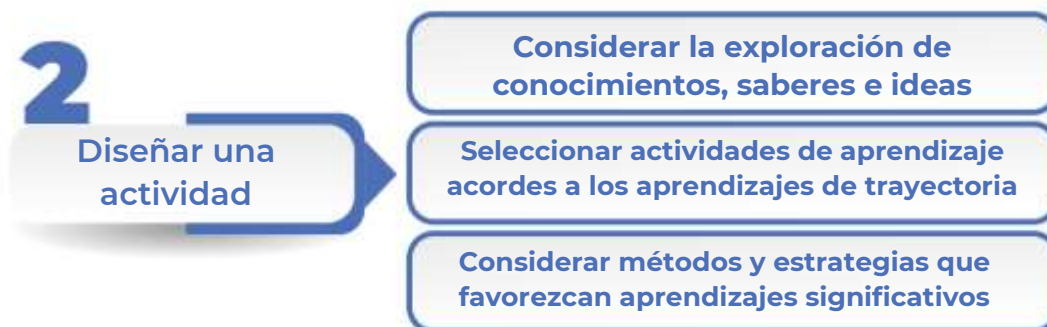 2
Diseñar una
actividad
Considerar la exploración de
conocimientos, saberes e ideas
Seleccionar actividades de aprendizaje
acordes a los aprendizajes de trayectoria
Considerar métodos y estrategias que
favorezcan aprendizajes significativos